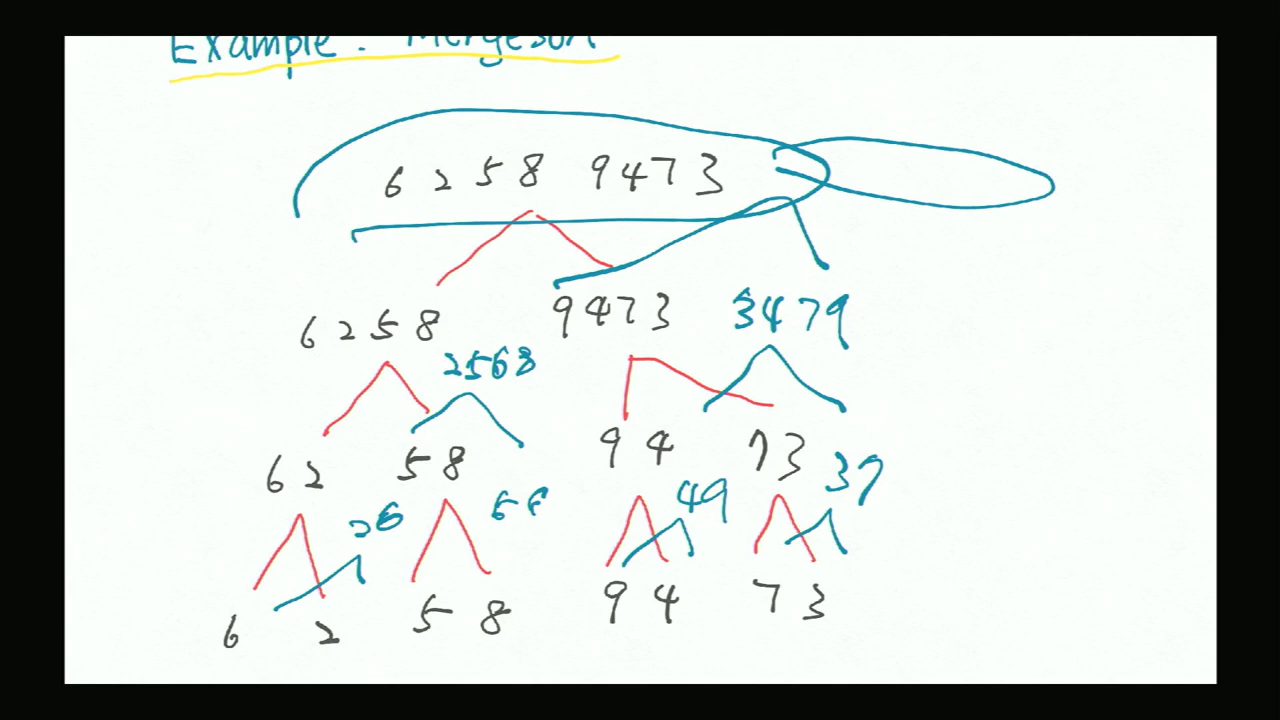 Example: Mergesort
6 2 5 8 9 4 7 3
6 2 5 8 9 4 7 3 3 4 7 9
2 5 6 8
6 2 5 8 9 4 7 3 3 7
2 6 5 8 4 9
6 2 5 8 9 4 7 3